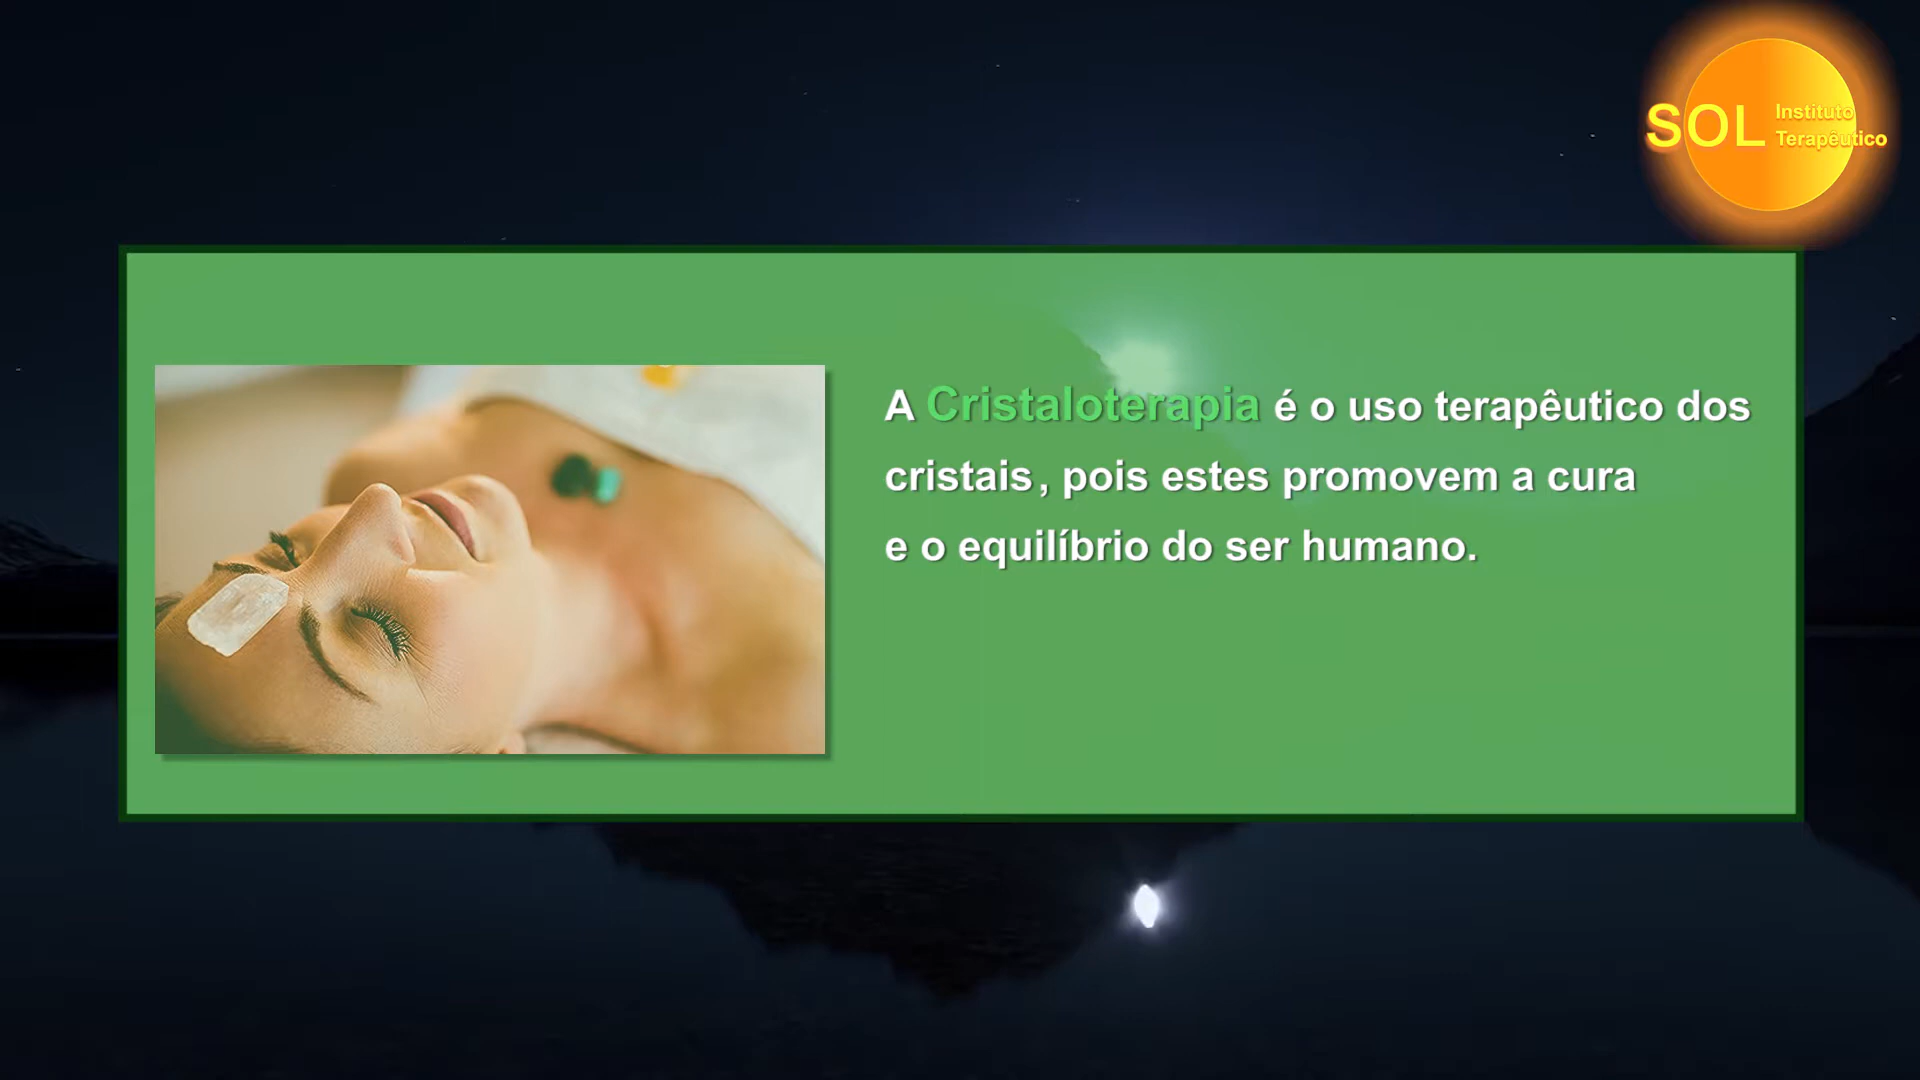 SOL Instituto
Terapêutico
A Cristaloterapia é o uso terapêutico dos
cristais, pois estes promovem a cura
e o equilíbrio do ser humano.